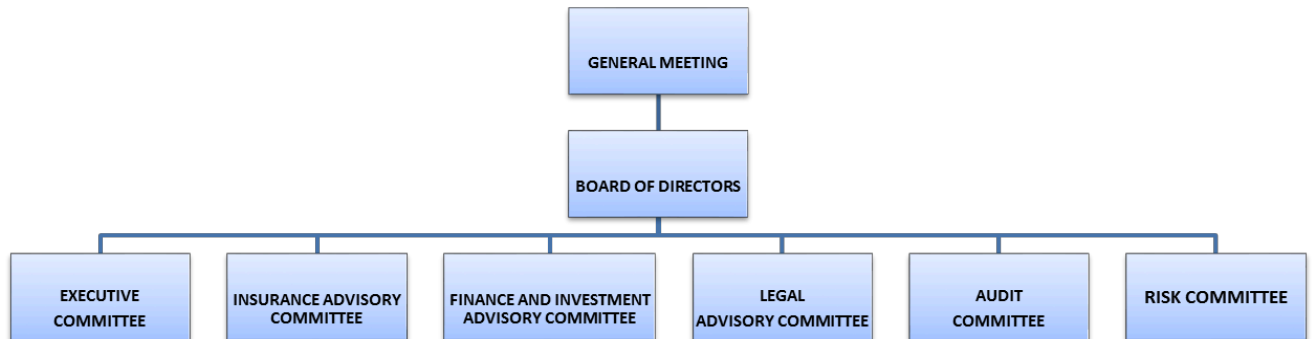 GENERAL MEETING
BOARD OF DIRECTORS
EXECUTIVE
COMMITTEE
INSURANCE ADVISORY
COMMITTEE
FINANCE AND INVESTMENT
ADVISORY COMMITTEE
LEGAL
ADVISORY COMMITTEE
AUDIT
COMMITTEE
RISK COMMITTEE